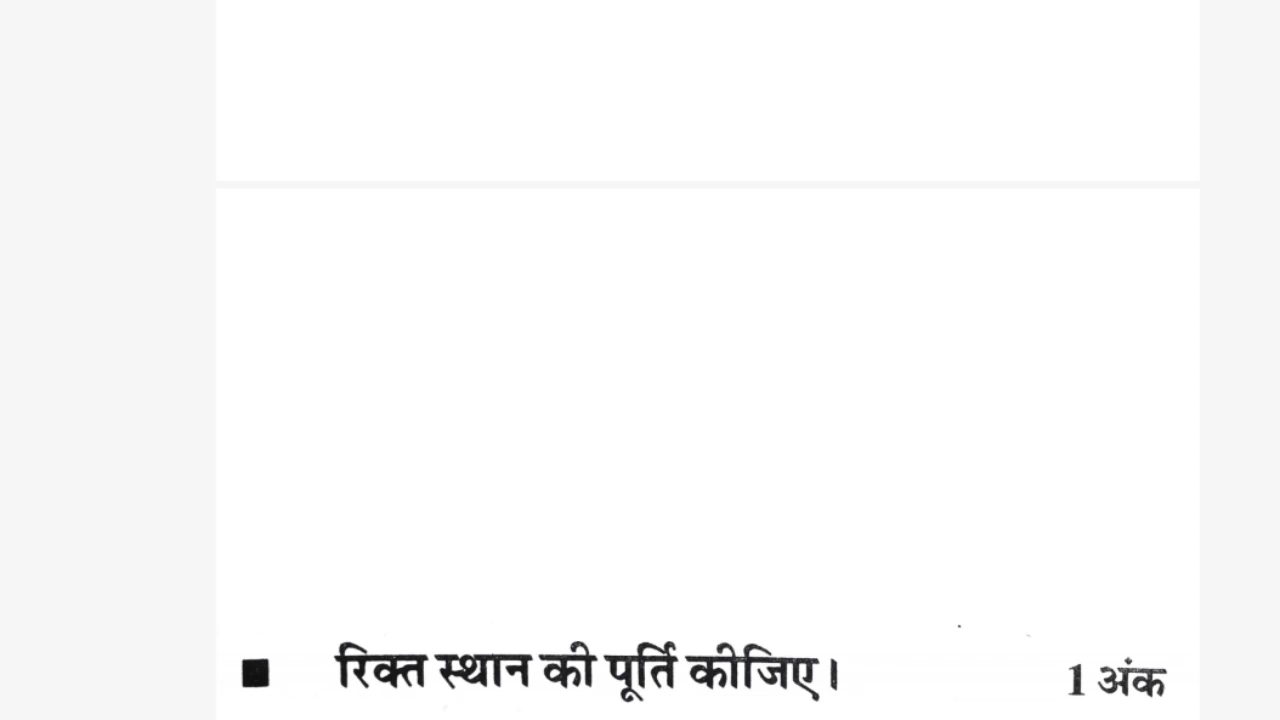 ■ रिक्त स्थान की पूर्ति कीजिए। 1 अंक